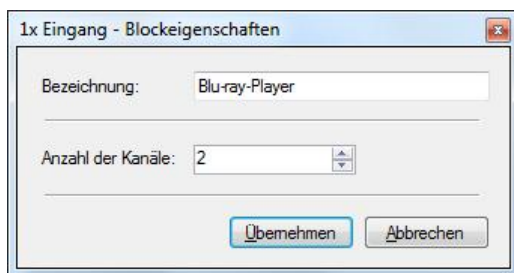 1x Eingang - Blockeigenschaften
Bezeichnung: Blu-ray-Player
Anzahl der Kanäle: 2
Übernehmen Abbrechen